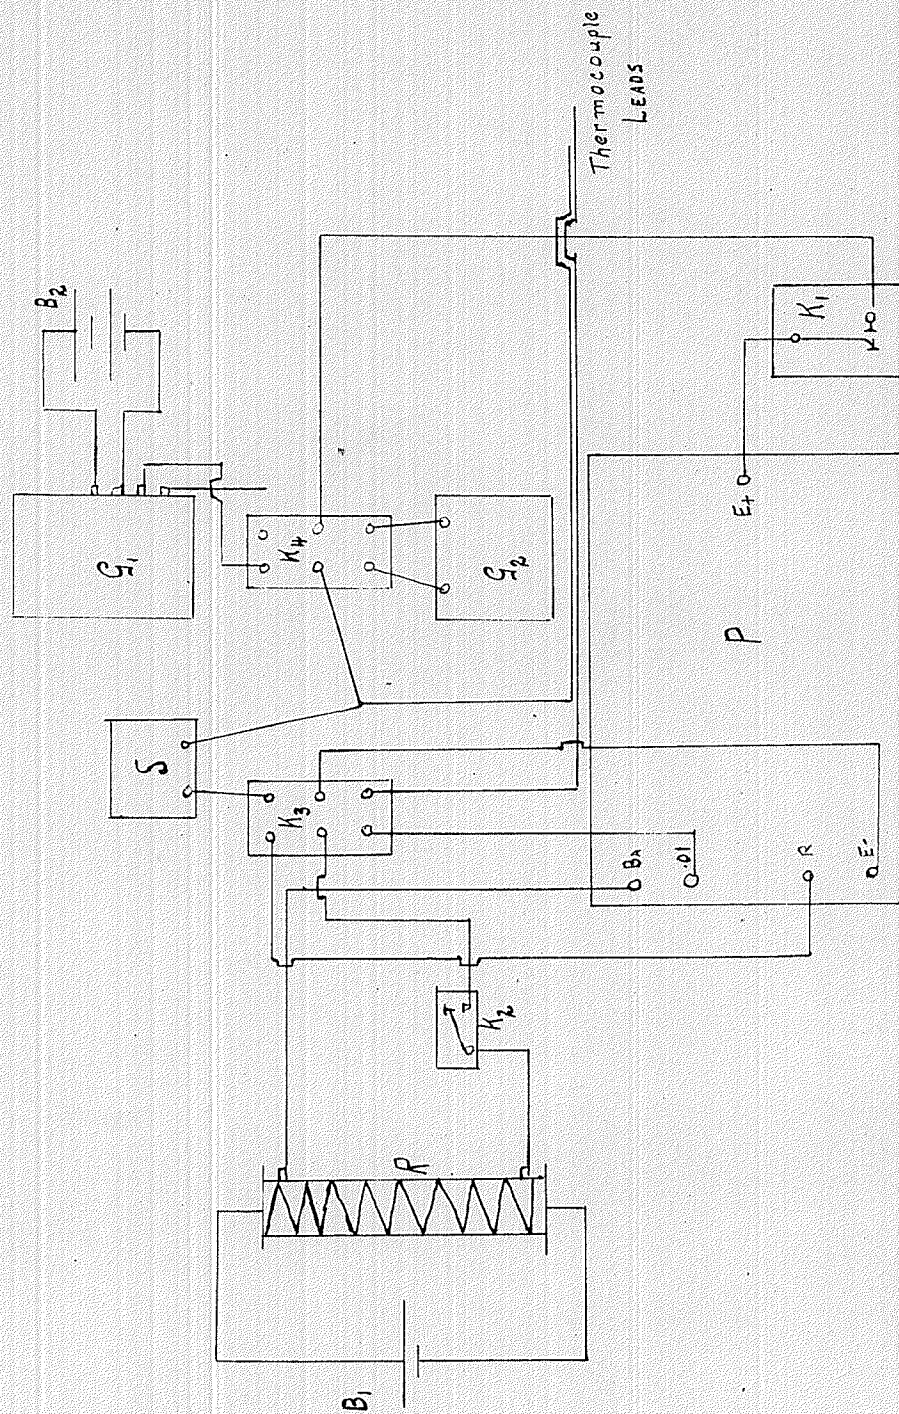 B1
R
K2
S
K3
BA
.01
R
E-
P
G1
K4
G2
B2
E+
K1
Thermocouple
LEADS